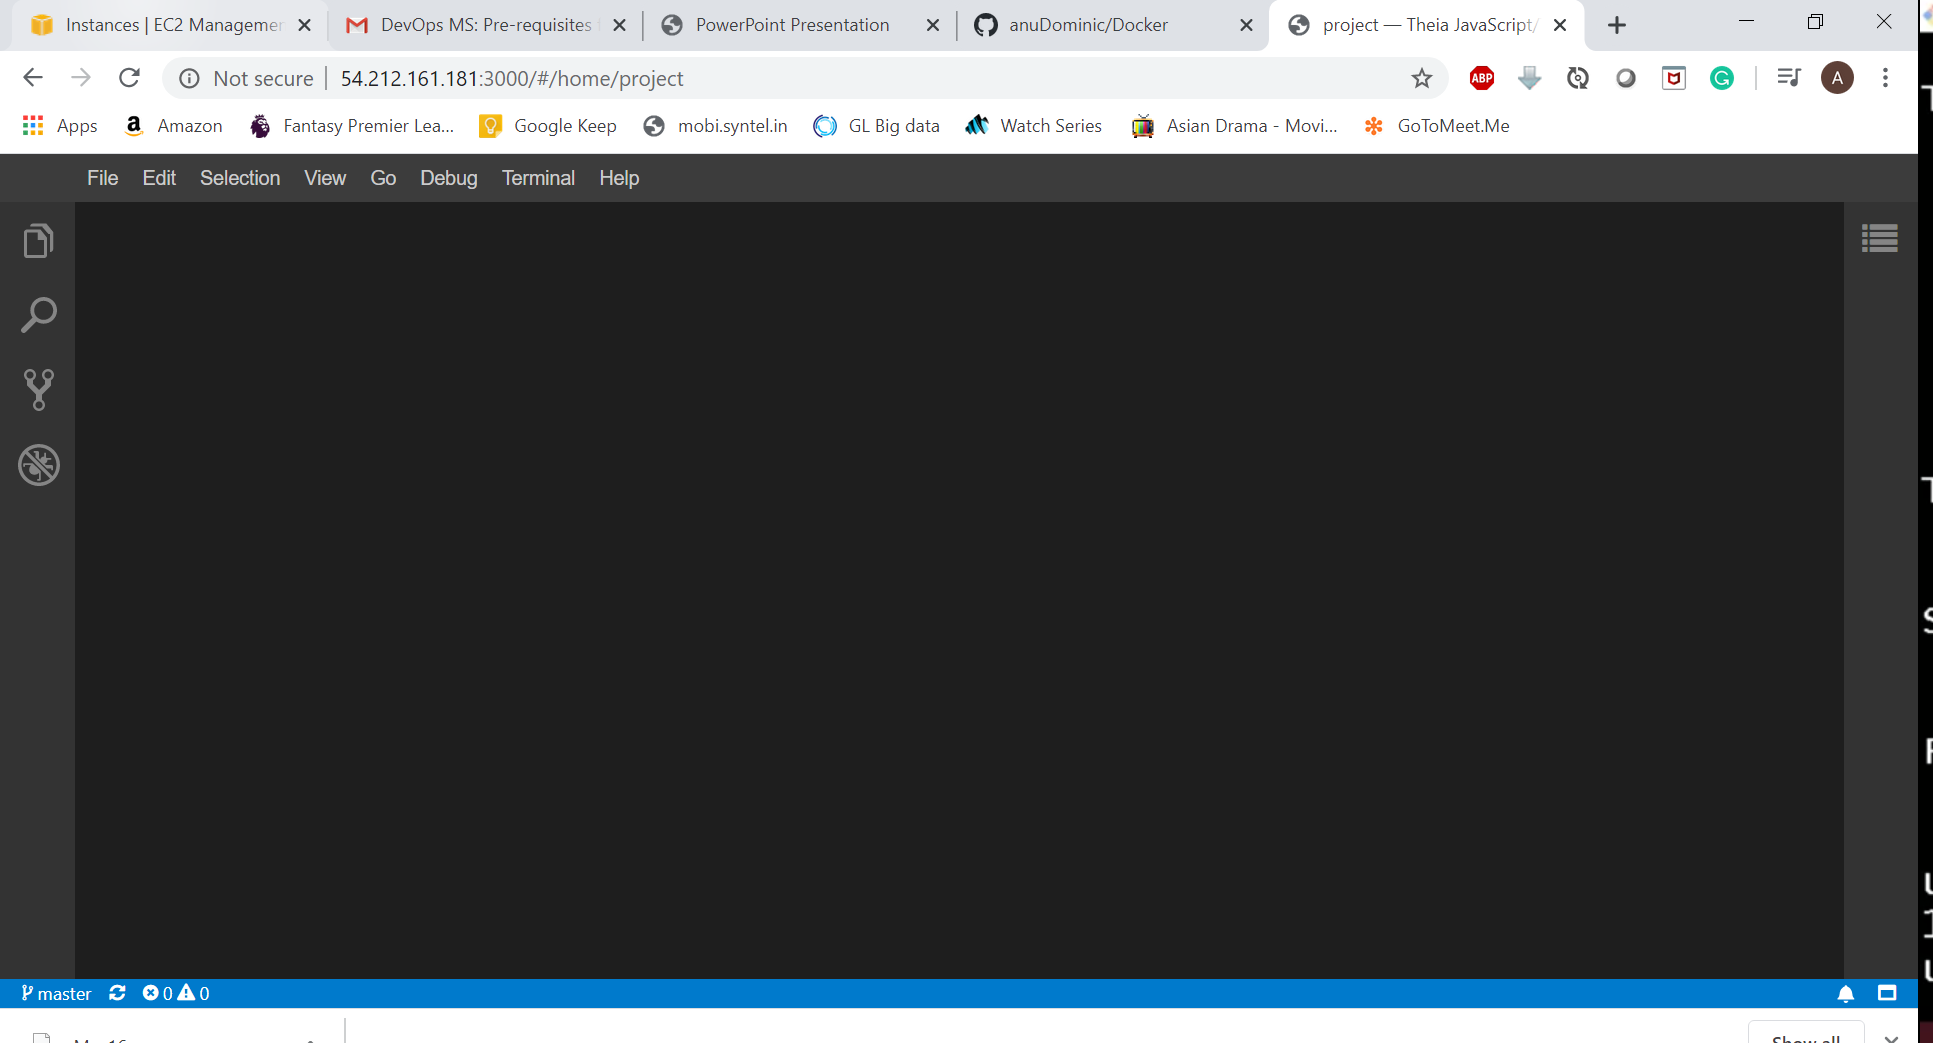 Instances | EC2 Managemen
DevOps MS: Pre-requisites
PowerPoint Presentation
anuDominic/Docker
project — Theia JavaScript/
Not secure | 54.212.161.181:3000/#/home/project
ABP
G
A
Apps
a Amazon
Fantasy Premier Lea...
Google Keep
mobi.syntel.in
GL Big data
Watch Series
Asian Drama - Movi...
GoToMeet.Me
File Edit Selection View Go Debug Terminal Help
master 0 0
Show all